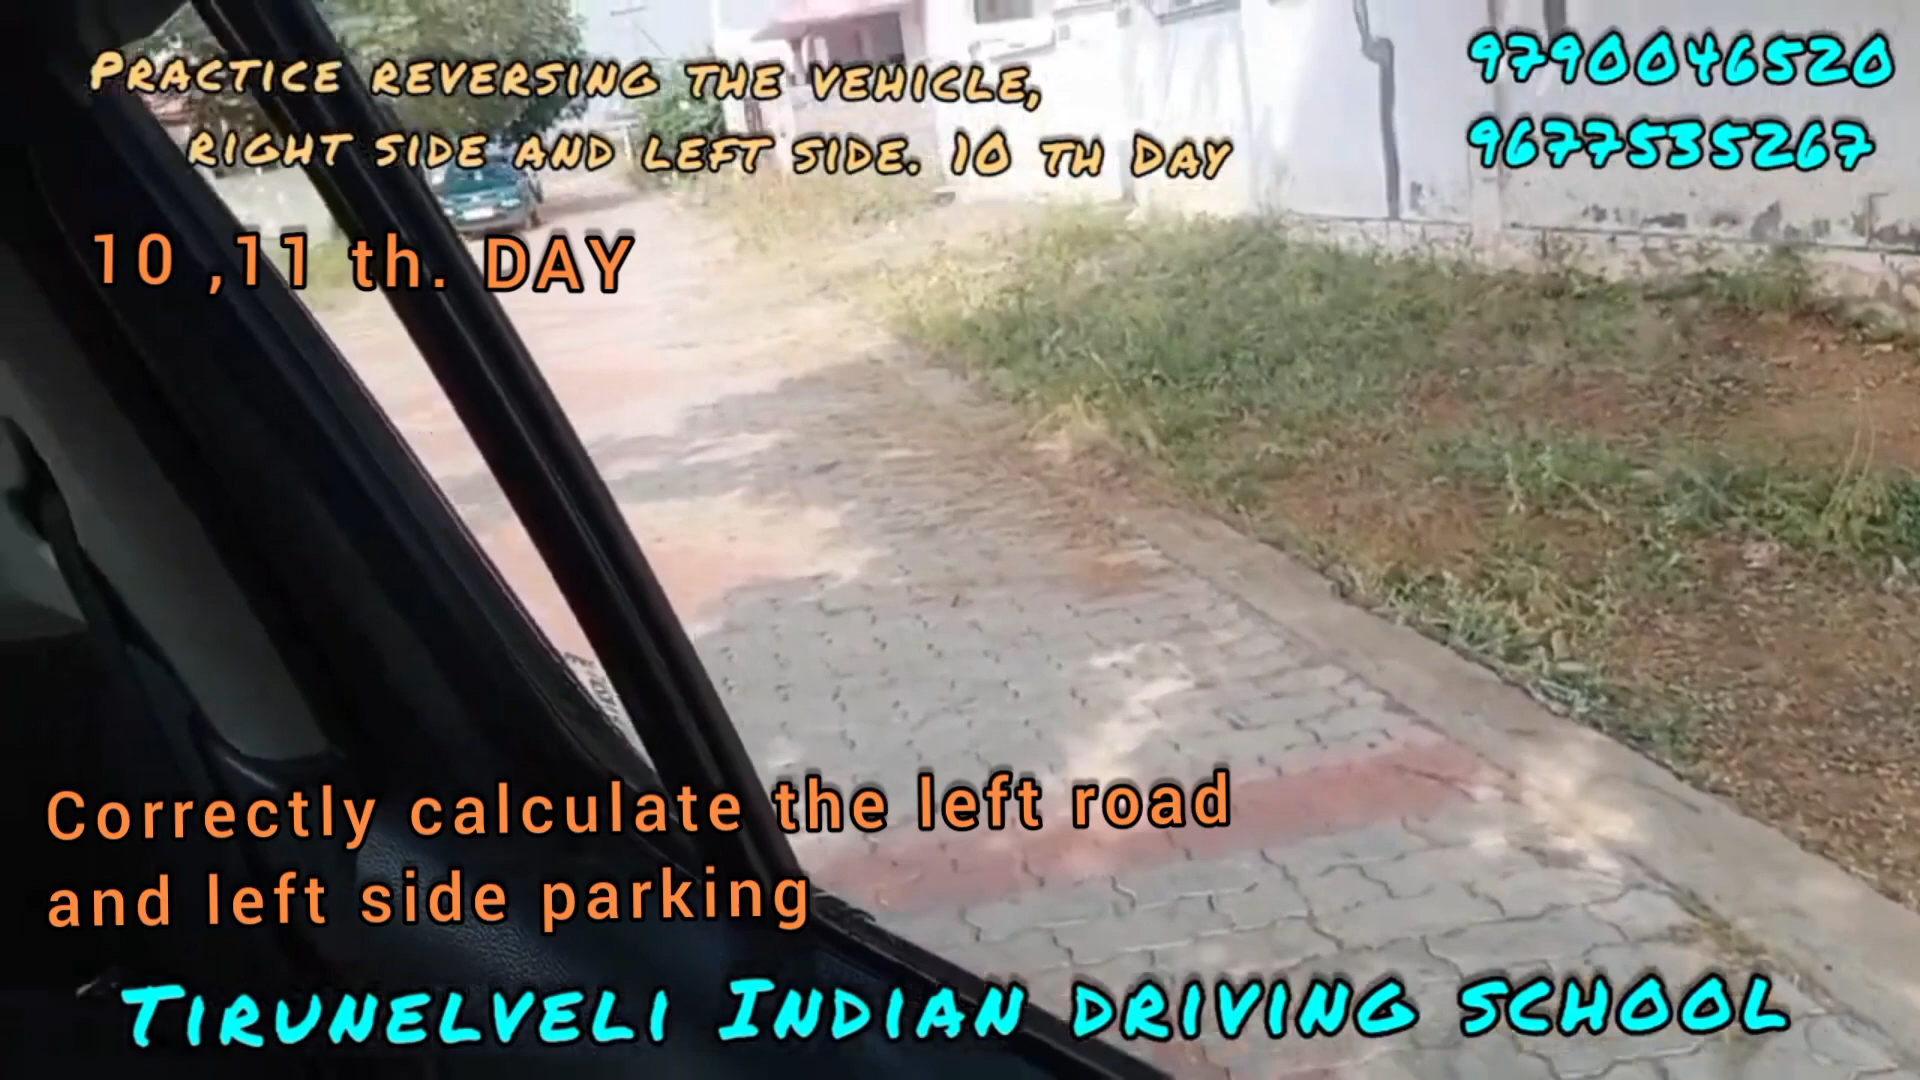 Practice reversing the vehicle,
right side and left side. 10 th Day
9790046520
9677535267
10 ,11 th. DAY
Correctly calculate the left road
and left side parking
Tirunelveli Indian driving school